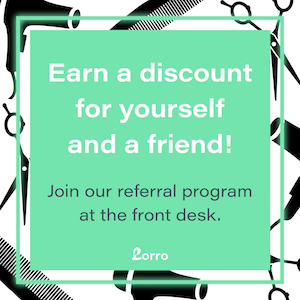 Earn a discount
for yourself
and a friend!
Join our referral program
at the front desk.
Lorro